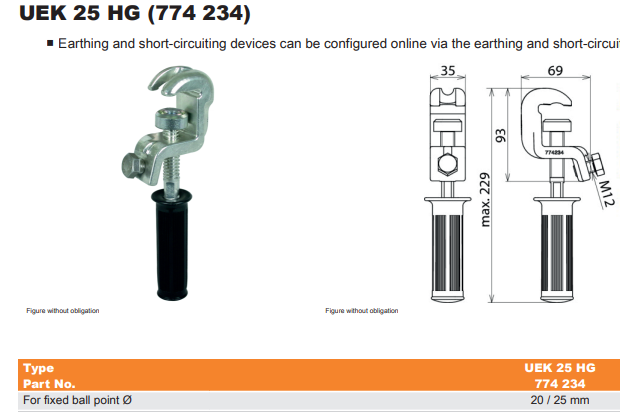 UEK 25 HG (774 234)
■ Earthing and short-circuiting devices can be configured online via the earthing and short-circuit
35
69
93
774234
max. 229
M12
Figure without obligation
Figure without obligation
Type UEK 25 HG
Part No. 774 234
For fixed ball point Ø 20 / 25 mm